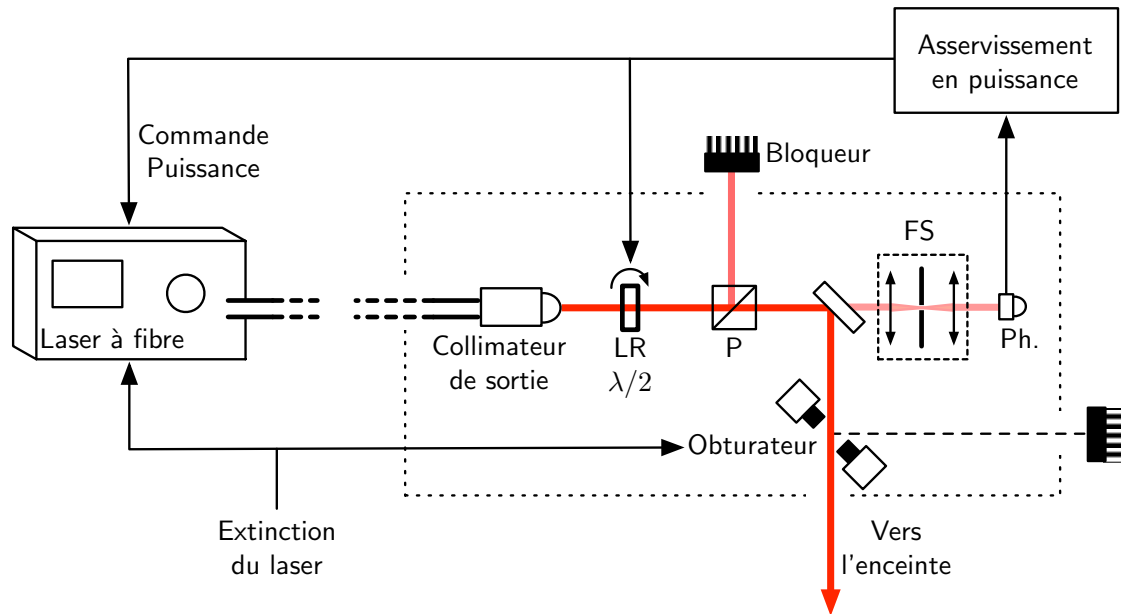 Asservissement
en puissance
Commande
Puissance
Bloqueur
FS
Laser à fibre
Collimateur
de sortie
LR
λ/2
P
Ph.
Obturateur
Extinction
du laser
Vers
l'enceinte